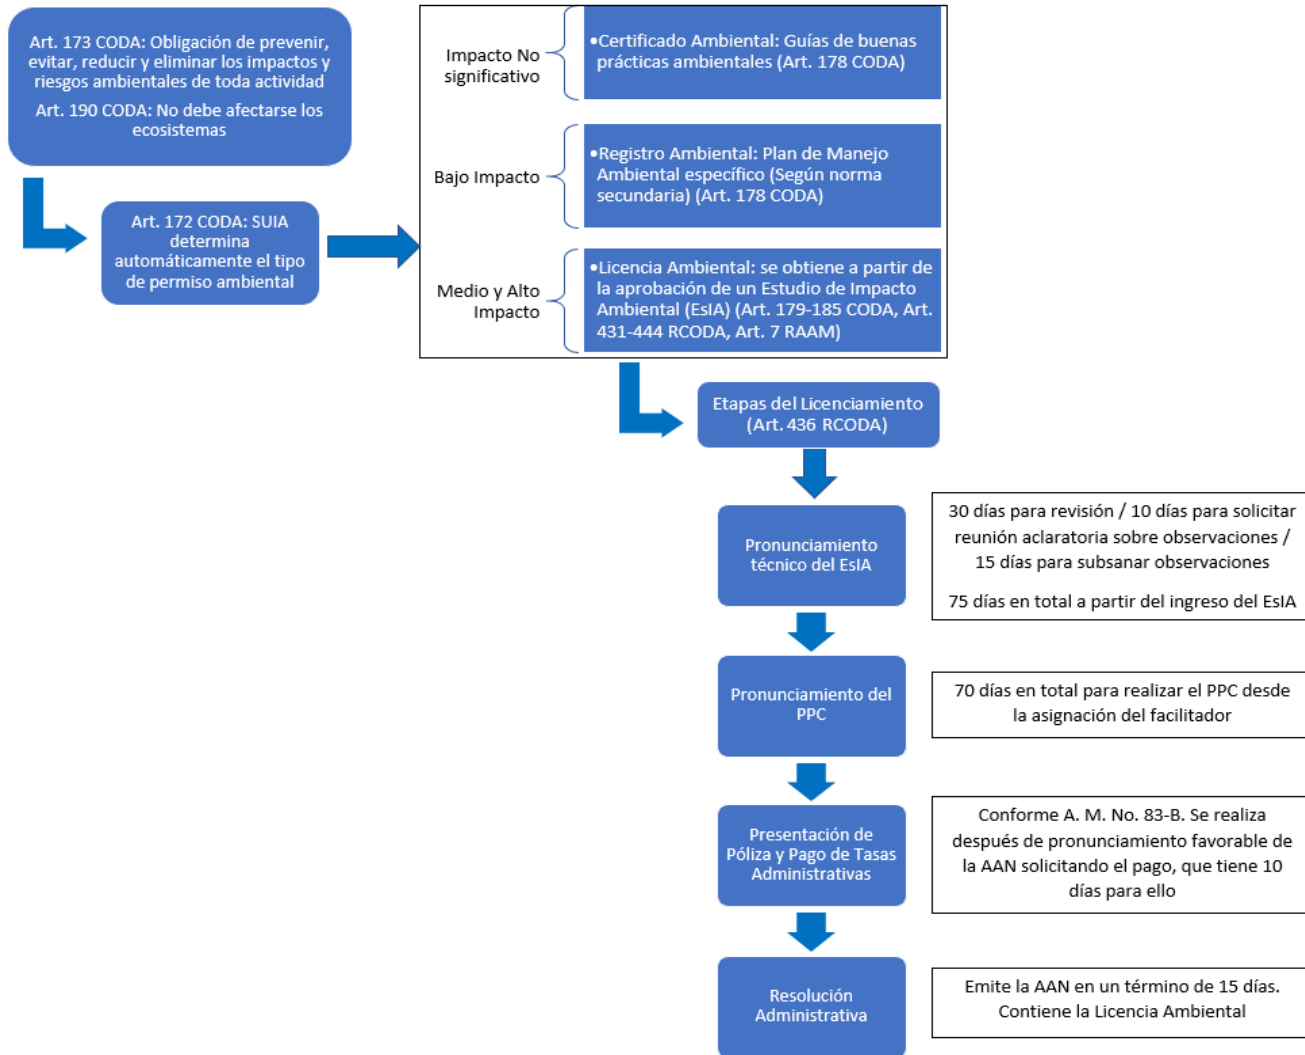 Art. 173 CODA: Obligación de prevenir,
evitar, reducir y eliminar los impactos y
riesgos ambientales de toda actividad
Art. 190 CODA: No debe afectarse los
ecosistemas
Art. 172 CODA: SUIA
determina
automáticamente el tipo
de permiso ambiental
Impacto No
significativo
•Certificado Ambiental: Guías de buenas
prácticas ambientales (Art. 178 CODA)
Bajo Impacto
•Registro Ambiental: Plan de Manejo
Ambiental específico (Según norma
secundaria) (Art. 178 CODA)
Medio y Alto
Impacto
•Licencia Ambiental: se obtiene a partir de
la aprobación de un Estudio de Impacto
Ambiental (EsIA) (Art. 179-185 CODA, Art.
431-444 RCODA, Art. 7 RAAM)
Etapas del Licenciamiento
(Art. 436 RCODA)
Pronunciamiento
técnico del EsIA
30 días para revisión / 10 días para solicitar
reunión aclaratoria sobre observaciones /
15 días para subsanar observaciones
75 días en total a partir del ingreso del EsIA
Pronunciamiento del
PPC
70 días en total para realizar el PPC desde
la asignación del facilitador
Presentación de
Póliza y Pago de Tasas
Administrativas
Conforme A. M. No. 83-B. Se realiza
después de pronunciamiento favorable de
la AAN solicitando el pago, que tiene 10
días para ello
Resolución
Administrativa
Emite la AAN en un término de 15 días.
Contiene la Licencia Ambiental